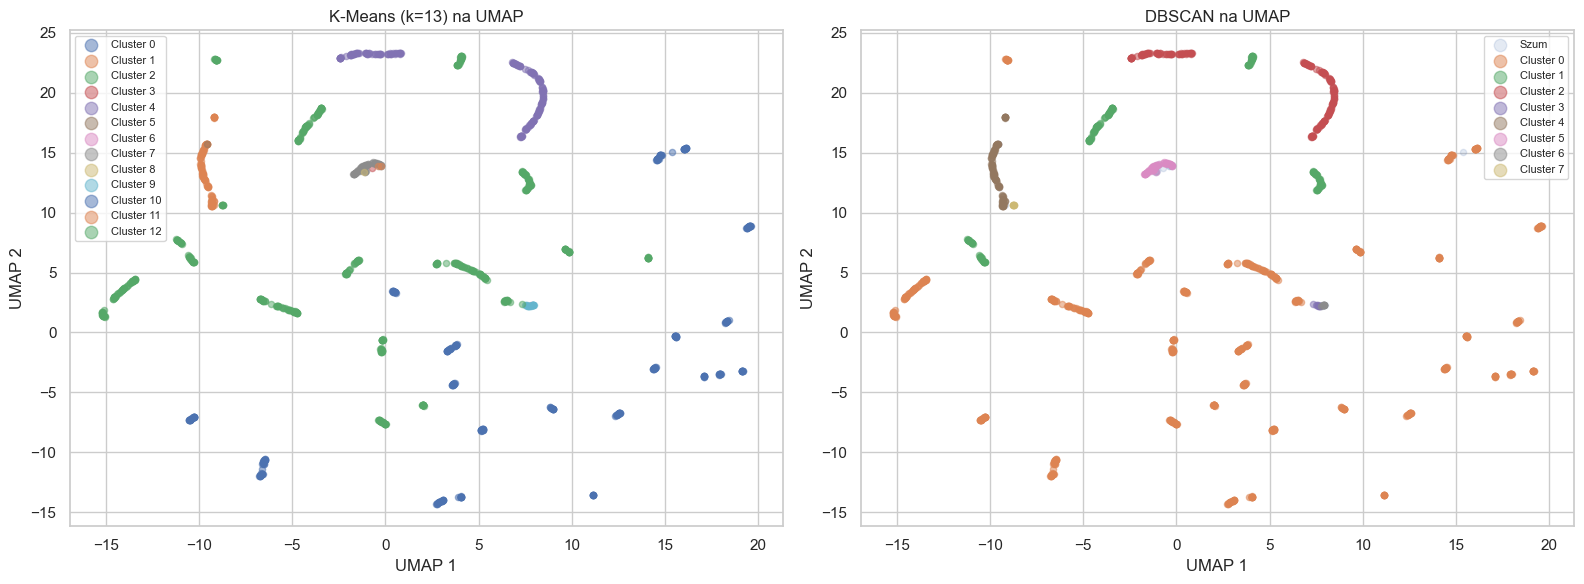 K-Means (k=13) na UMAP
25
20
15
10
5
0
−5
−10
−15
UMAP 2
Cluster 0
Cluster 1
Cluster 2
Cluster 3
Cluster 4
Cluster 5
Cluster 6
Cluster 7
Cluster 8
Cluster 9
Cluster 10
Cluster 11
Cluster 12
−15 −10 −5 0 5 10 15 20
UMAP 1
DBSCAN na UMAP
25
20
15
10
5
0
−5
−10
−15
UMAP 2
Szum
Cluster 0
Cluster 1
Cluster 2
Cluster 3
Cluster 4
Cluster 5
Cluster 6
Cluster 7
−15 −10 −5 0 5 10 15 20
UMAP 1